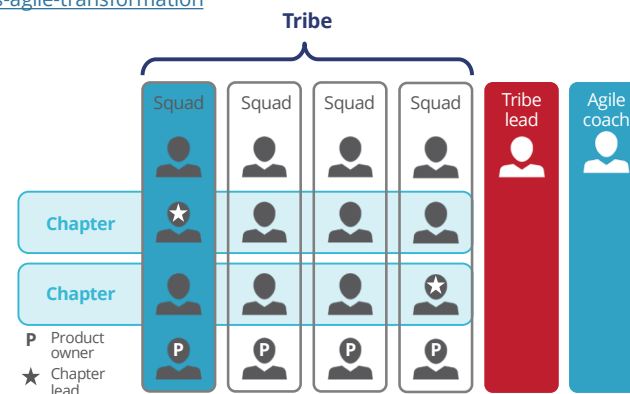 s-agile-transformation
Tribe
Squad
Squad
Squad
Squad
Tribe
lead
Agile
coach
Chapter
Chapter
P
P
P
P
P Product
owner
Chapter
lead